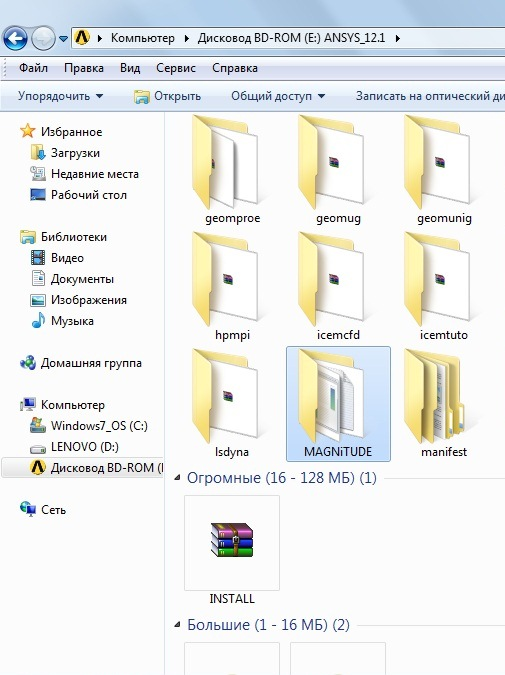 Компьютер
Дисковод BD-ROM (E:) ANSYS_12.1
Файл Правка Вид Сервис Справка
Упорядочить Открыть Общий доступ Записать на оптический ди
Избранное
Загрузки
Недавние места
Рабочий стол
Библиотеки
Видео
Документы
Изображения
Музыка
Домашняя группа
Компьютер
Windows7_OS (C:)
LENOVO (D:)
Дисковод BD-ROM (
Сеть
geomproe geomug geomunig
hpmpi icemcfd icemtuto
lsdyna MAGNiTUDE manifest
Огромные (16 - 128 МБ) (1)
INSTALL
Большие (1 - 16 МБ) (2)